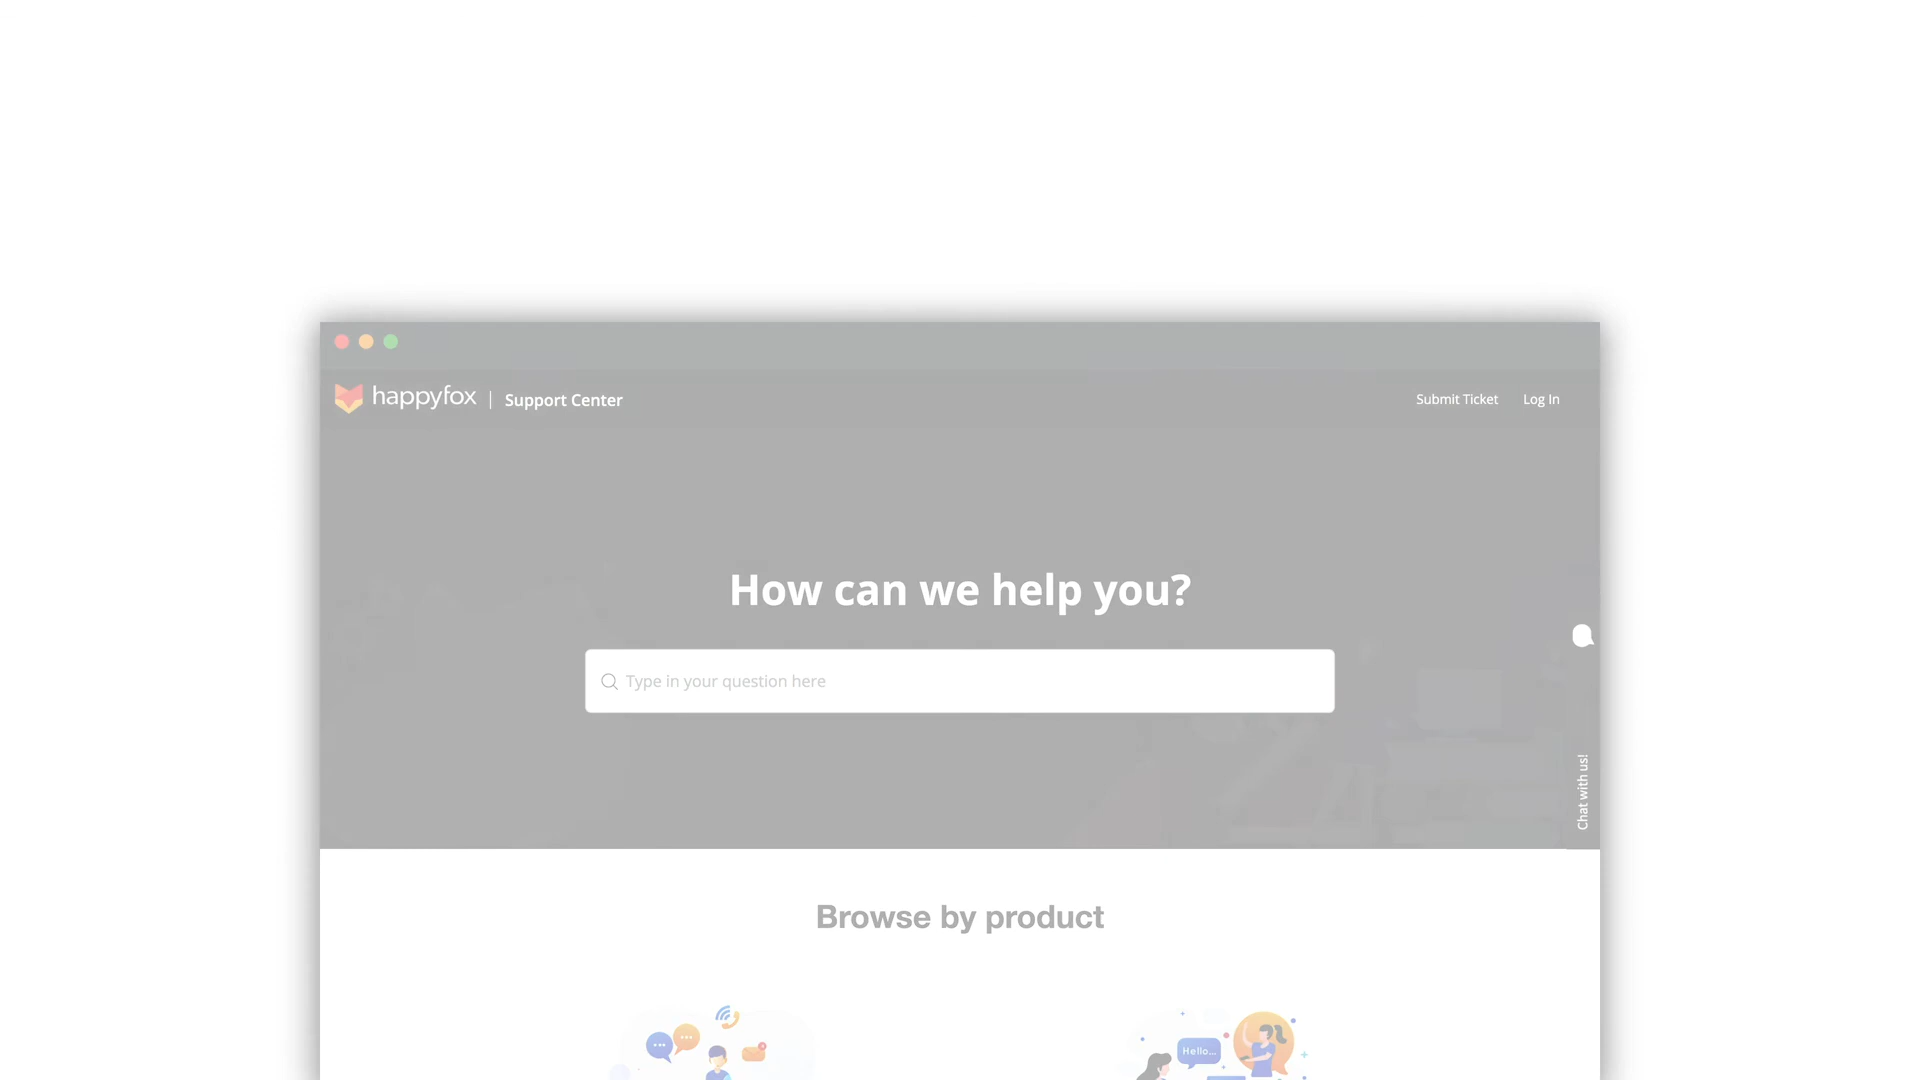 happyfox | Support Center
Submit Ticket
Log In
How can we help you?
Type in your question here
Chat with us!
Browse by product
Hello...